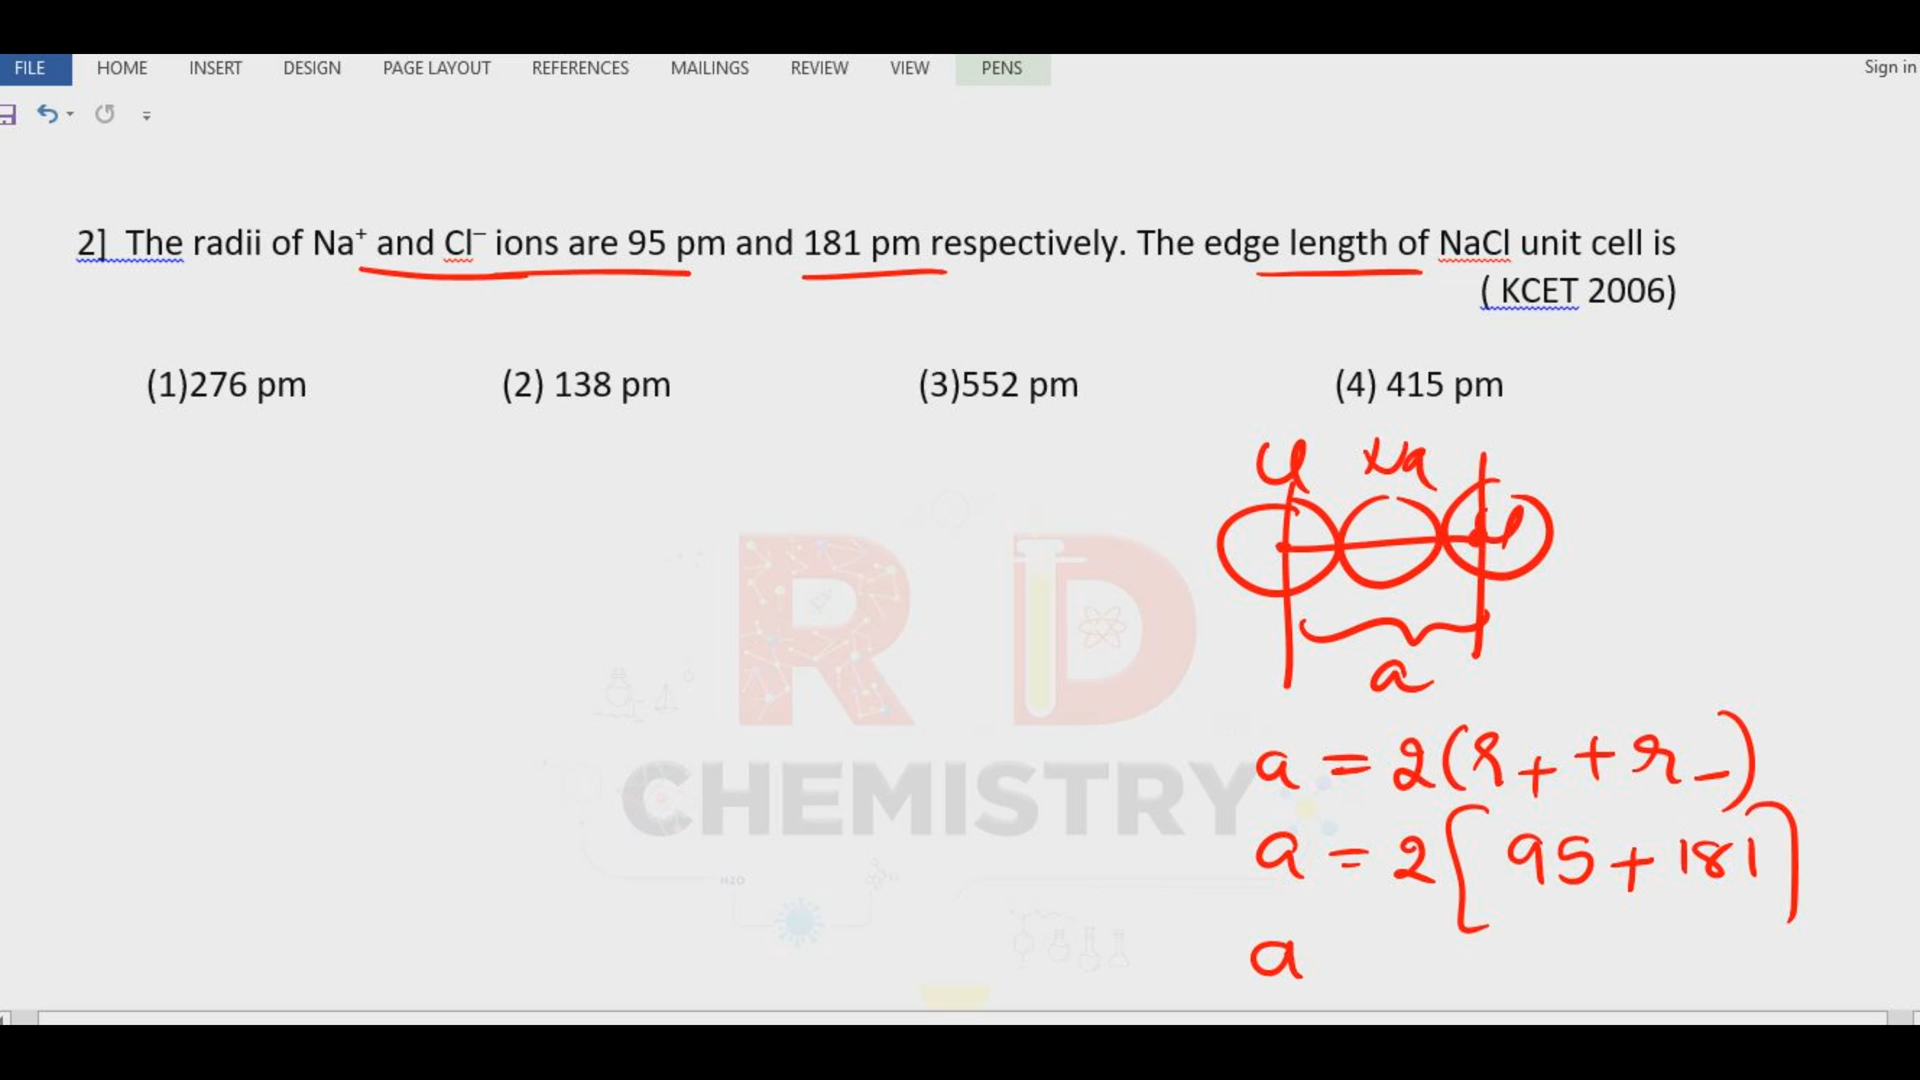 FILE HOME INSERT DESIGN PAGE LAYOUT REFERENCES MAILINGS REVIEW VIEW PENS Sign in
2] The radii of Na⁺ and Cl⁻ ions are 95 pm and 181 pm respectively. The edge length of NaCl unit cell is
( KCET 2006)
(1)276 pm (2) 138 pm (3)552 pm (4) 415 pm
Cl Na
Cl
a
a = 2(r₊ + r₋)
a = 2[95+181]
a
RD
CHEMISTRY
H2O